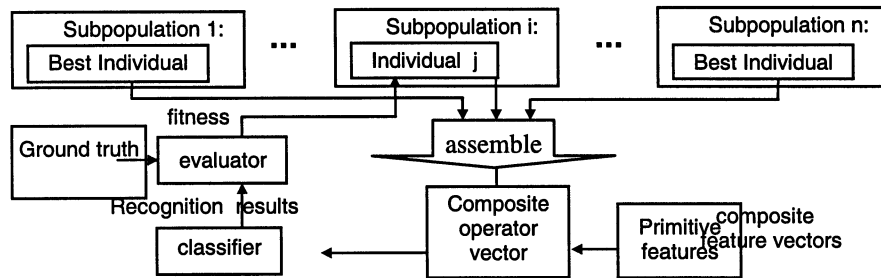 Subpopulation 1:
Subpopulation i:
Subpopulation n:
...
...
Best Individual
Individual j
Best Individual
fitness
Ground truth
evaluator
assemble
Recognition results
classifier
Composite
operator
vector
Primitive
features
composite
feature vectors